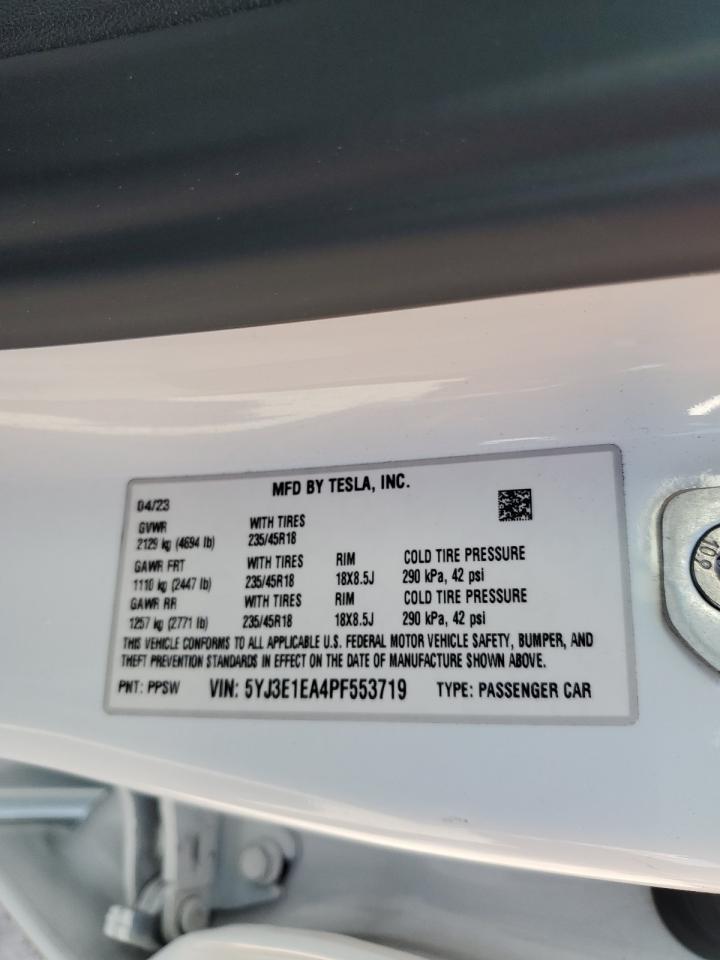 MFD BY TESLA, INC.
04/23
GVWR WITH TIRES
2129 kg (4694 lb) 235/45R18
GAWR FRT WITH TIRES RIM COLD TIRE PRESSURE
1110 kg (2447 lb) 235/45R18 18X8.5J 290 kPa, 42 psi
GAWR RR WITH TIRES RIM COLD TIRE PRESSURE
1257 kg (2771 lb) 235/45R18 18X8.5J 290 kPa, 42 psi
THIS VEHICLE CONFORMS TO ALL APPLICABLE U.S. FEDERAL MOTOR VEHICLE SAFETY, BUMPER, AND
THEFT PREVENTION STANDARDS IN EFFECT ON THE DATE OF MANUFACTURE SHOWN ABOVE.
PNT: PPSW VIN: 5YJ3E1EA4PF553719 TYPE: PASSENGER CAR
10.9